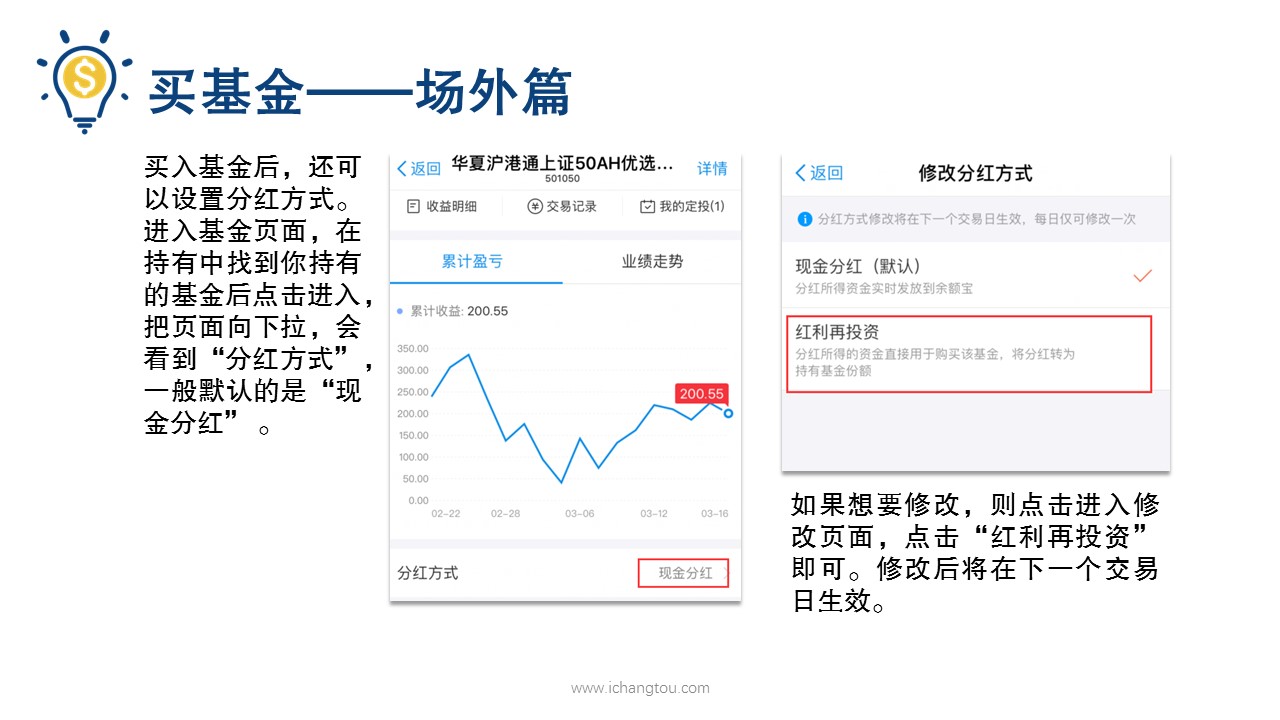 买基金——场外篇
买入基金后，还可
以设置分红方式。
进入基金页面，在
持有中找到你持有
的基金后点击进入，
把页面向下拉，会
看到“分红方式”，
一般默认的是“现
金分红”。
返回
华夏沪港通上证50AH优选...
501050
详情
收益明细
交易记录
我的定投(1)
累计盈亏
业绩走势
累计收益: 200.55
350.00
300.00
250.00
200.00
150.00
100.00
50.00
0.00
200.55
02-22
02-28
03-06
03-12
03-16
分红方式
现金分红
返回
修改分红方式
分红方式修改将在下一个交易日生效，每日仅可修改一次
现金分红（默认）
分红所得资金实时发放到余额宝
红利再投资
分红所得的资金直接用于购买该基金，将分红转为
持有基金份额
如果想要修改，则点击进入修
改页面，点击“红利再投资”
即可。修改后将在下一个交易
日生效。
www.ichangtou.com